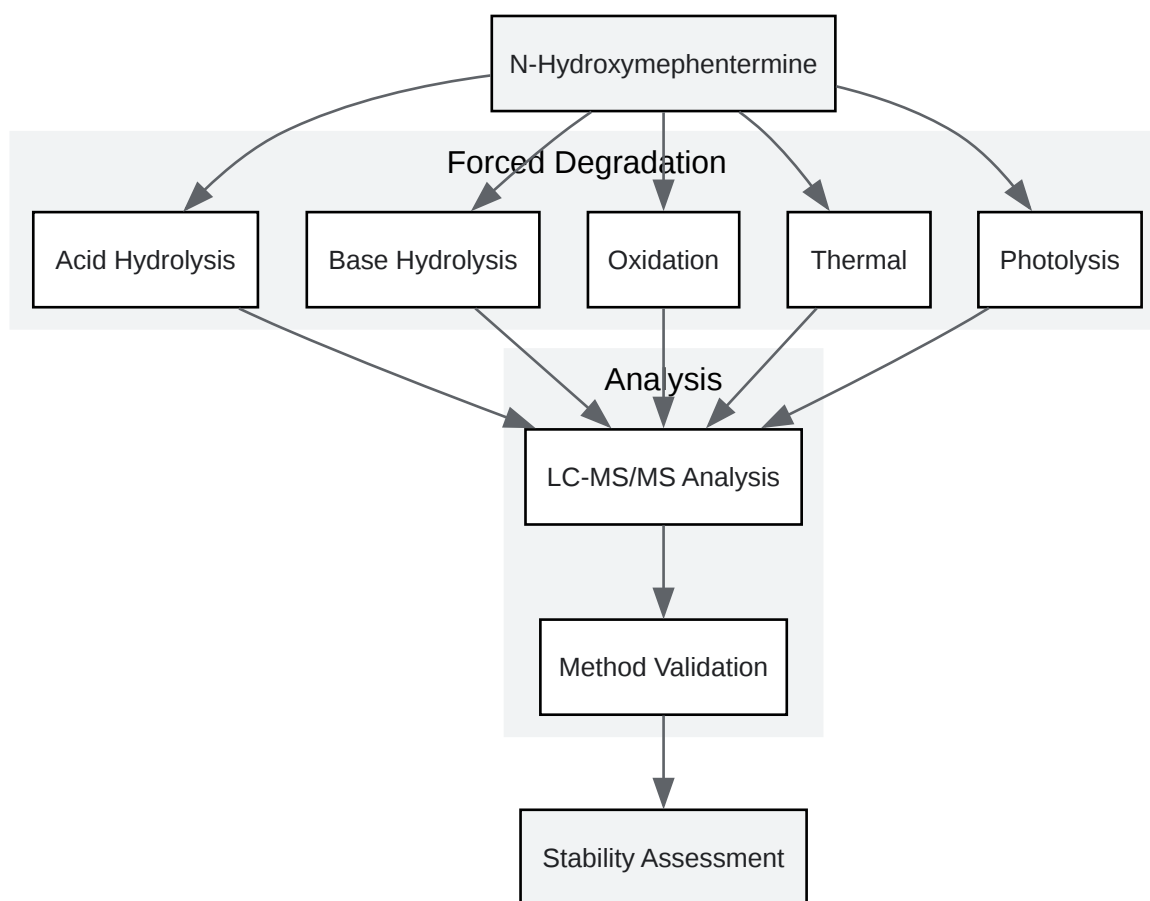 N-Hydroxymephentermine
Forced Degradation
Acid Hydrolysis
Base Hydrolysis
Oxidation
Thermal
Photolysis
Analysis
LC-MS/MS Analysis
Method Validation
Stability Assessment